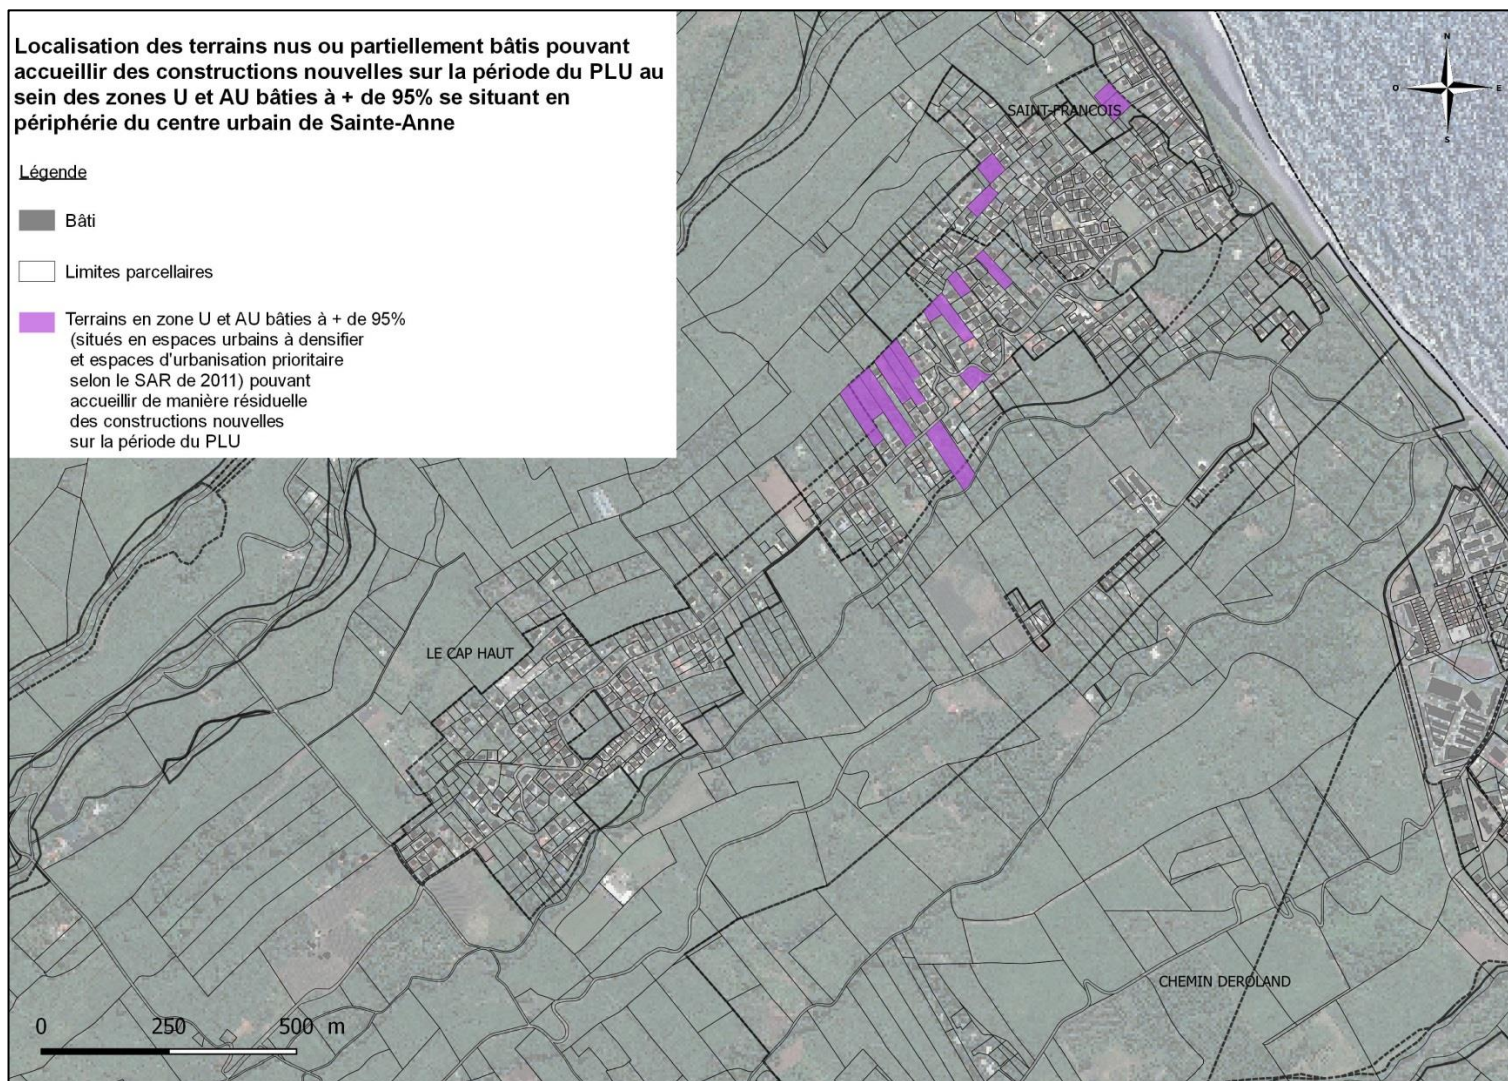 Localisation des terrains nus ou partiellement bâtis pouvant
accueillir des constructions nouvelles sur la période du PLU au
sein des zones U et AU bâties à + de 95% se situant en
périphérie du centre urbain de Sainte-Anne
Légende
Bâti
Limites parcellaires
Terrains en zone U et AU bâties à + de 95%
(situés en espaces urbains à densifier
et espaces d'urbanisation prioritaire
selon le SAR de 2011) pouvant
accueillir de manière résiduelle
des constructions nouvelles
sur la période du PLU
N
O
E
S
SAINT-FRANCOIS
LE CAP HAUT
CHEMIN DEROLAND
0 250 500 m